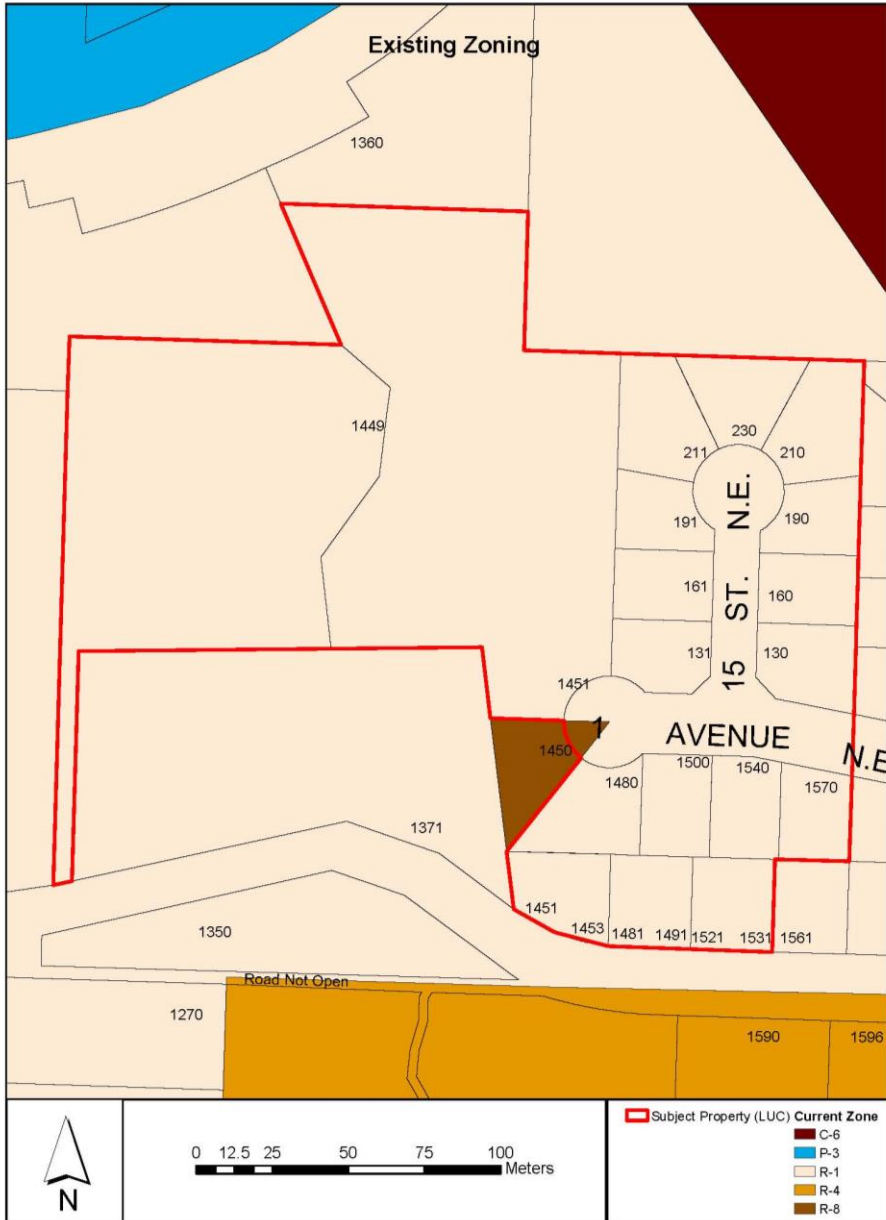 Existing Zoning
1360
1449
230
211
210
191
190
161
160
131
130
15 ST. N.E.
1451
1
1450
AVENUE
N.E
1480
1500
1540
1570
1371
1451
1453
1481
1491
1521
1531
1561
1350
Road Not Open
1270
1590
1596
N
0 12.5 25 50 75 100
Meters
Subject Property (LUC) Current Zone
C-6
P-3
R-1
R-4
R-8